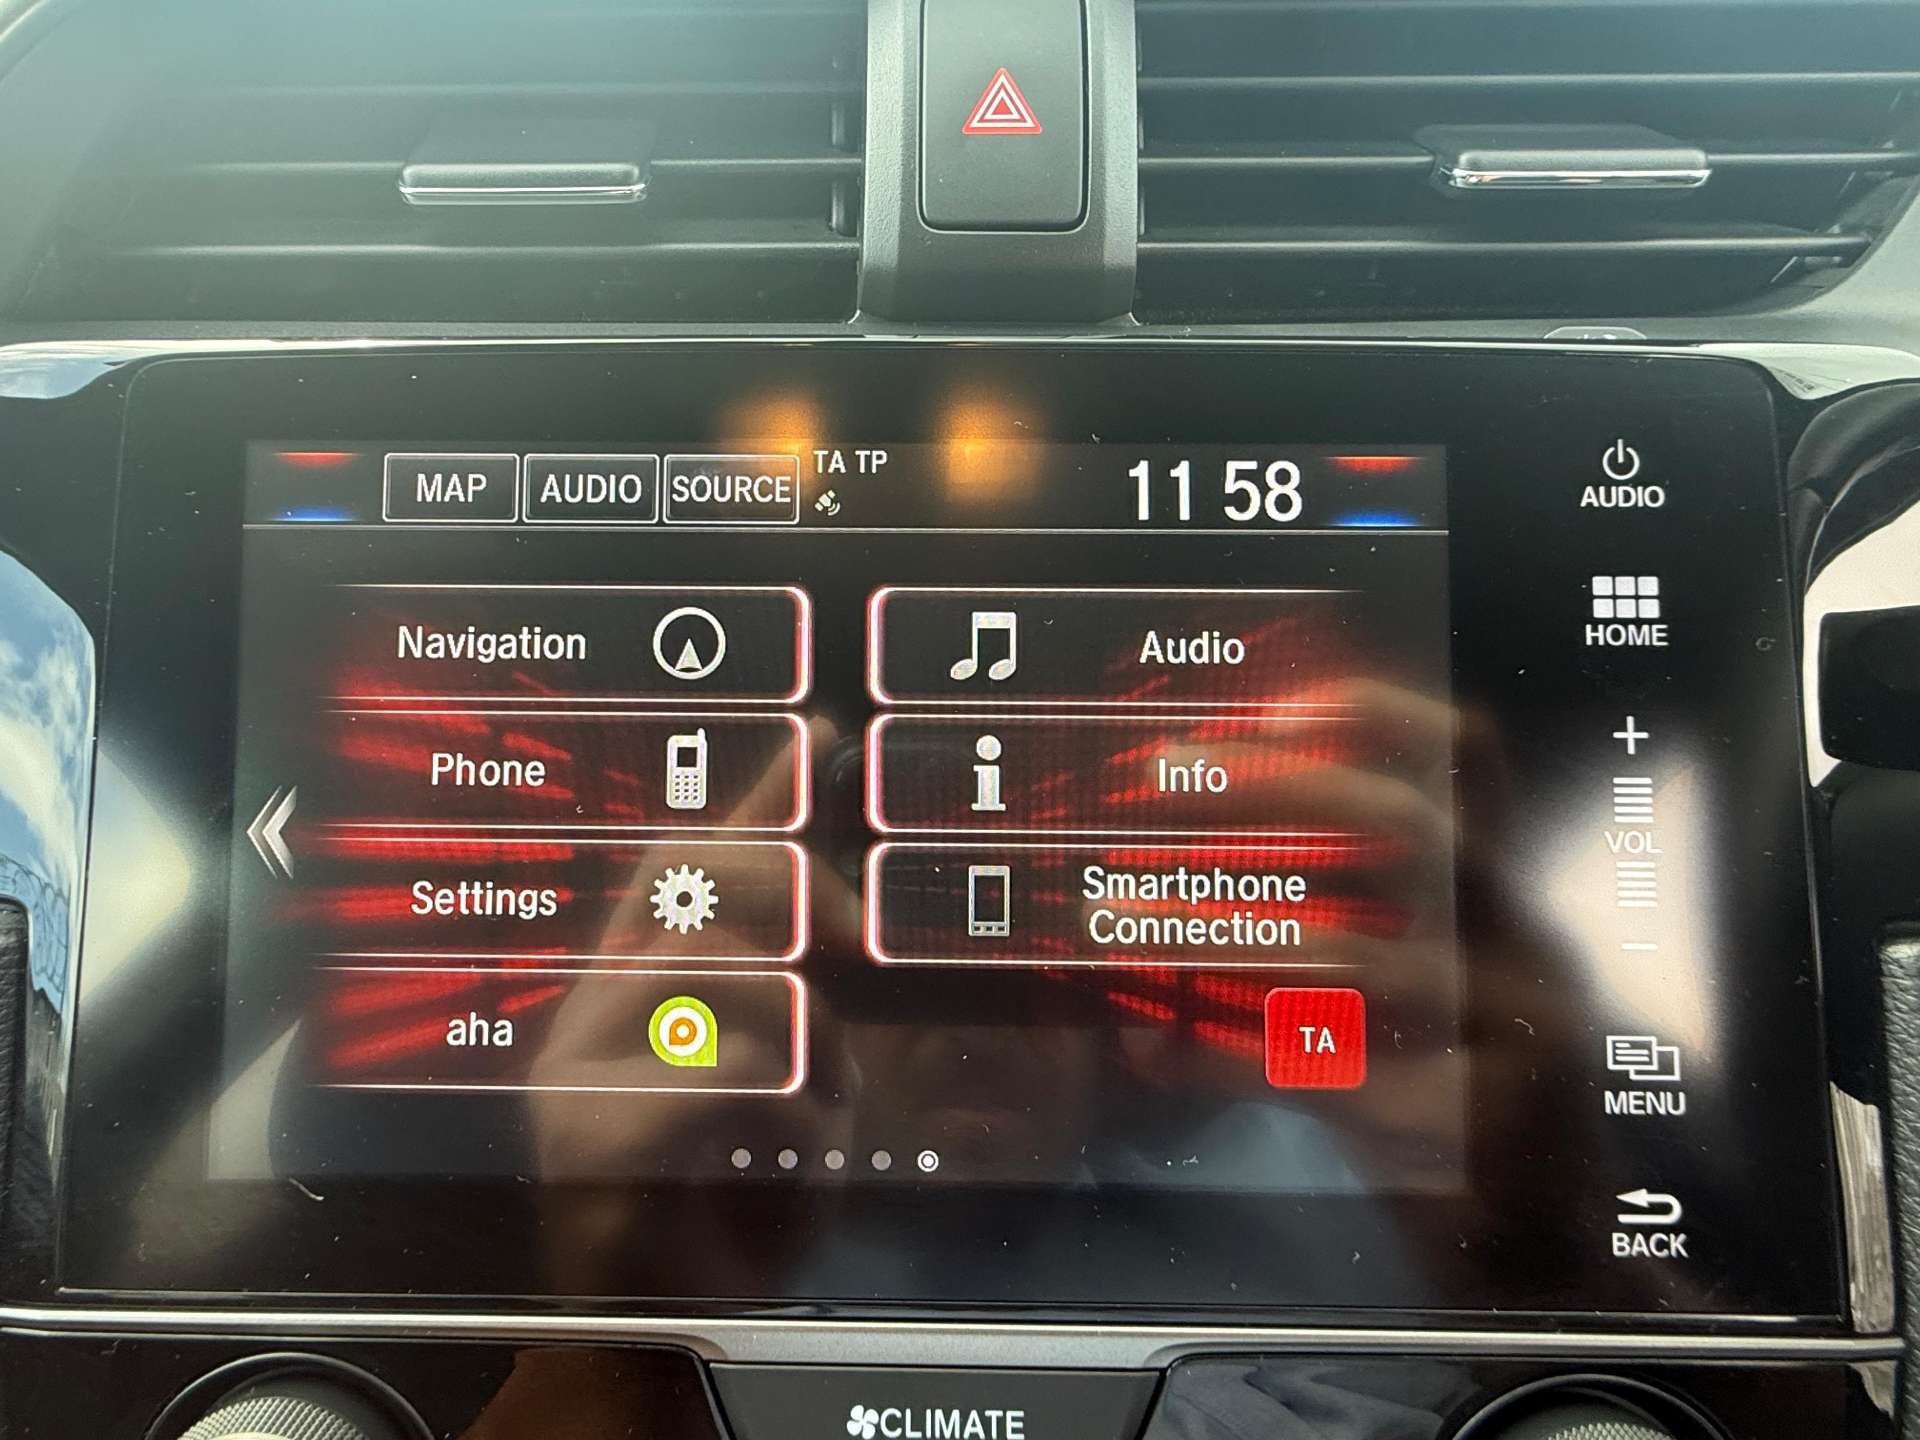 MAP AUDIO SOURCE TA TP 11 58
AUDIO
HOME
Navigation
Audio
Phone
Info
VOL
Settings
Smartphone
Connection
aha
TA
MENU
BACK
CLIMATE